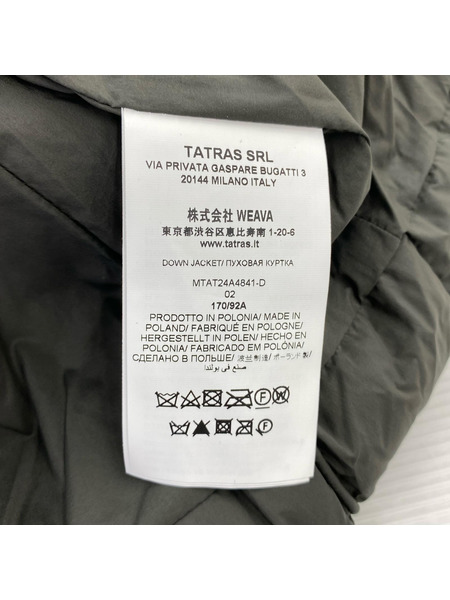 TATRAS SRL
VIA PRIVATA GASPARE BUGATTI 3
20144 MILANO ITALY
株式会社 WEAVA
東京都渋谷区恵比寿南 1-20-6
www.tatras.it
DOWN JACKET/ ПУХОВАЯ КУРТКА
MTAT24A4841-D
02
170/92A
PRODOTTO IN POLONIA/ MADE IN
POLAND/ FABRIQUÉ EN POLOGNE/
HERGESTELLT IN POLEN/ HECHO EN
POLONIA/ FABRICADO EM POLÓNIA/
СДЕЛАНО В ПОЛЬШЕ/ 波兰制造/ ポーランド製/
صنع في بولندا